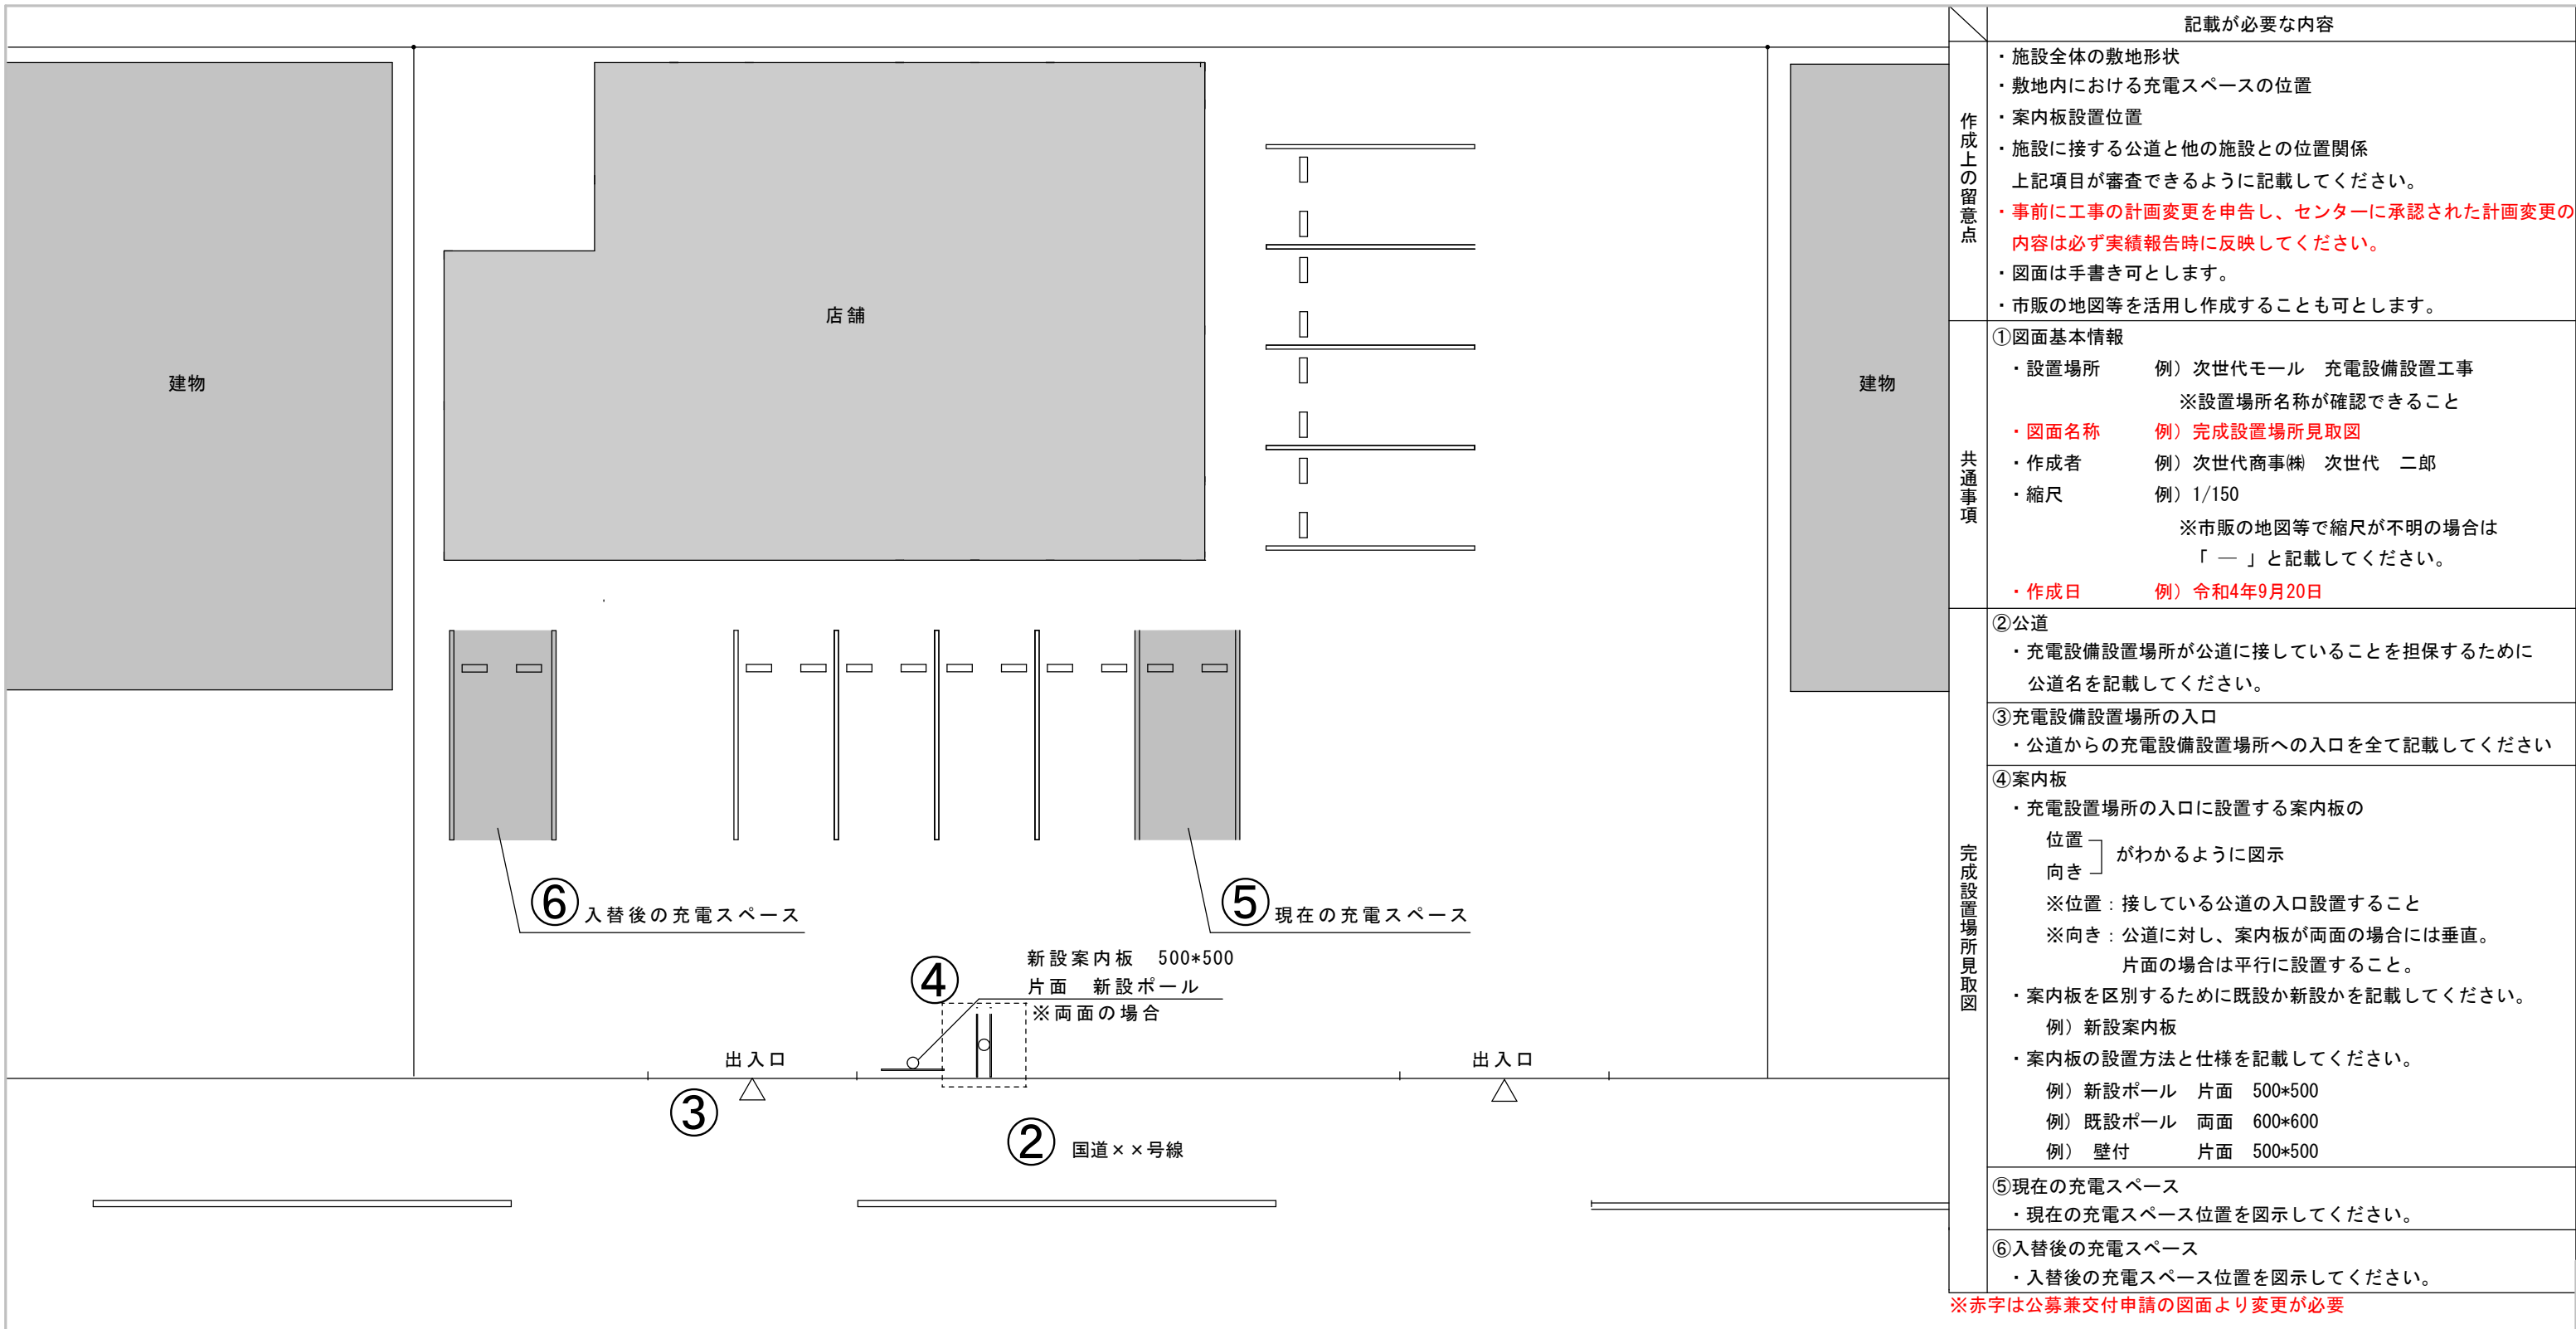 建物
店舗
建物
⑥
入替後の充電スペース
⑤
現在の充電スペース
④
新設案内板　500*500
片面　新設ポール
※両面の場合
出入口
出入口
③
②
国道××号線
記載が必要な内容
作成上の留意点
・施設全体の敷地形状
・敷地内における充電スペースの位置
・案内板設置位置
・施設に接する公道と他の施設との位置関係
上記項目が審査できるように記載してください。
・事前に工事の計画変更を申告し、センターに承認された計画変更の
内容は必ず実績報告時に反映してください。
・図面は手書き可とします。
・市販の地図等を活用し作成することも可とします。
共通事項
①図面基本情報
・設置場所　例）次世代モール　充電設備設置工事
※設置場所名称が確認できること
・図面名称　例）完成設置場所見取図
・作成者　例）次世代商事㈱　次世代　二郎
・縮尺　例）1/150
※市販の地図等で縮尺が不明の場合は
「 ― 」と記載してください。
・作成日　例）令和4年9月20日
完成設置場所見取図
②公道
・充電設備設置場所が公道に接していることを担保するために
公道名を記載してください。
③充電設備設置場所の入口
・公道からの充電設備設置場所への入口を全て記載してください
④案内板
・充電設置場所の入口に設置する案内板の
位置
向き
がわかるように図示
※位置：接している公道の入口設置すること
※向き：公道に対し、案内板が両面の場合には垂直。
片面の場合は平行に設置すること。
・案内板を区別するために既設か新設かを記載してください。
例）新設案内板
・案内板の設置方法と仕様を記載してください。
例）新設ポール　片面　500*500
例）既設ポール　両面　600*600
例）　壁付　片面　500*500
⑤現在の充電スペース
・現在の充電スペース位置を図示してください。
⑥入替後の充電スペース
・入替後の充電スペース位置を図示してください。
※赤字は公募兼交付申請の図面より変更が必要